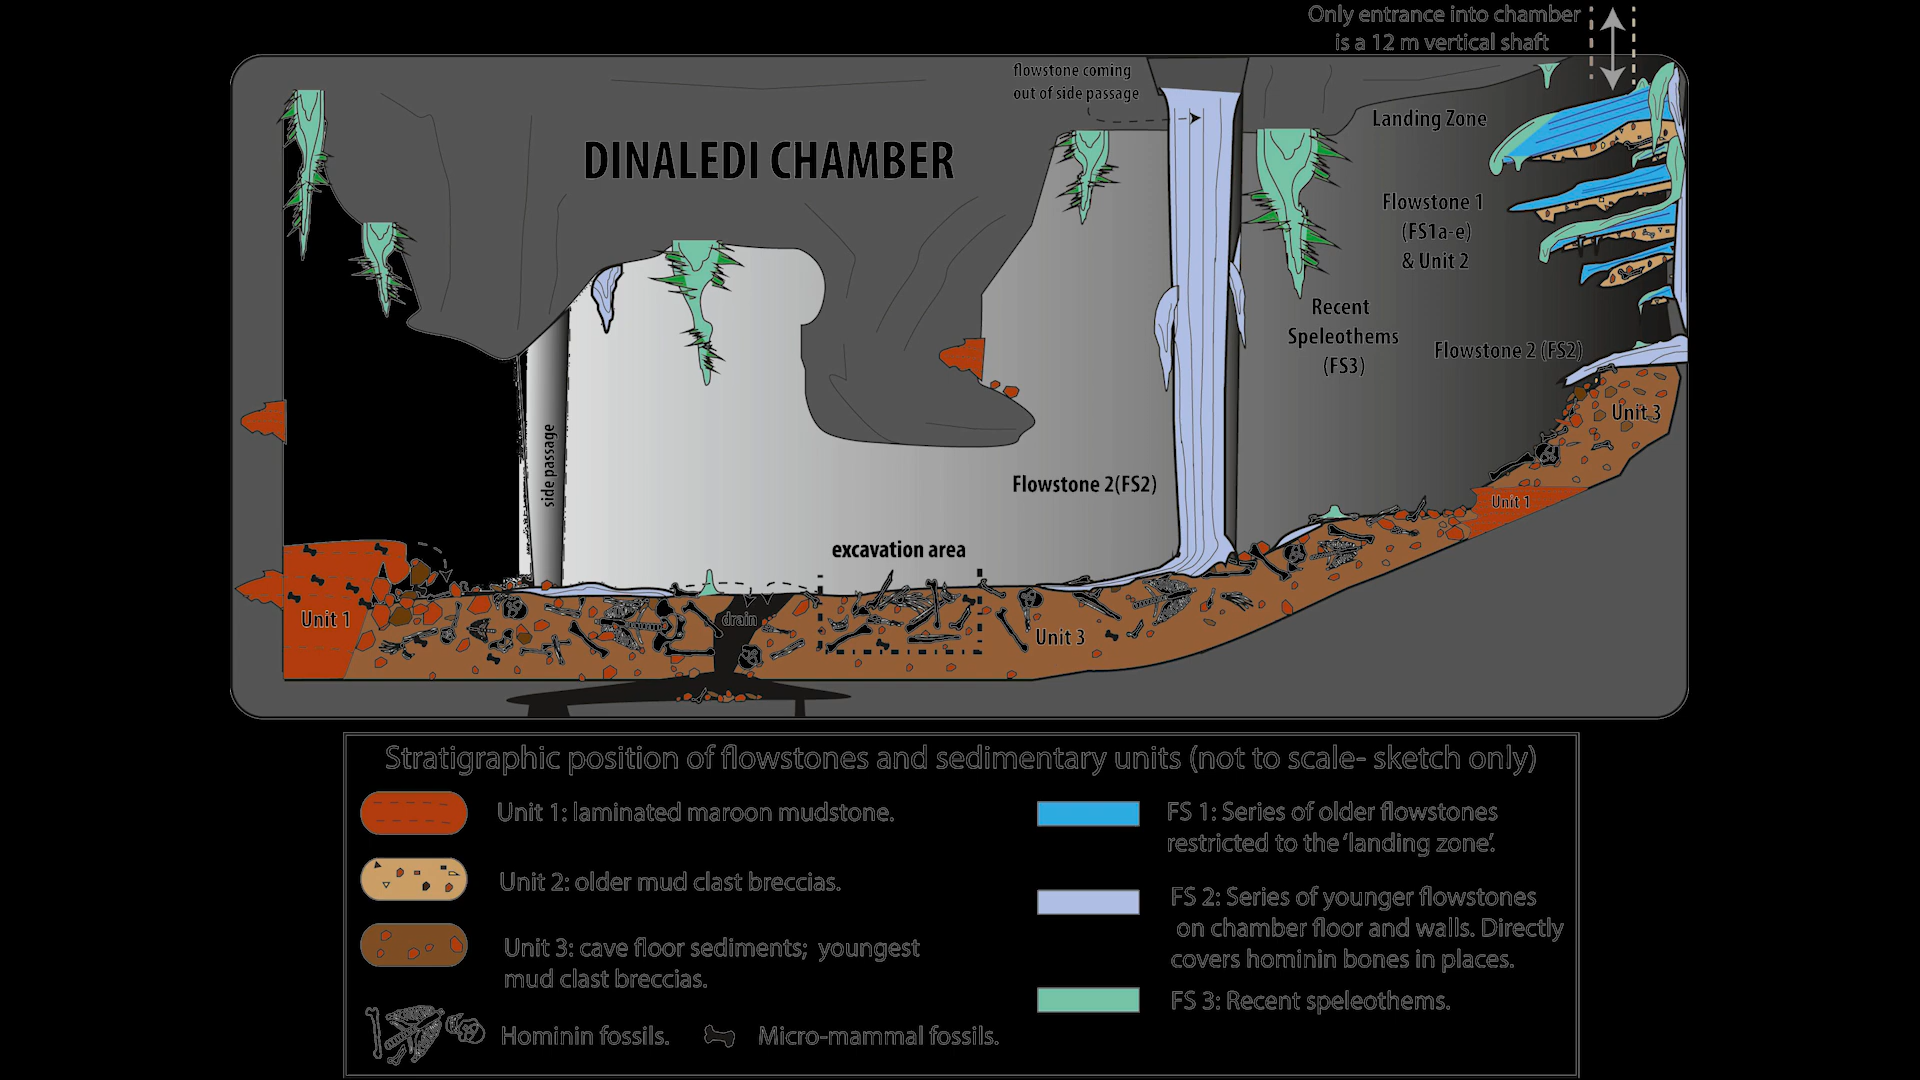 Only entrance into chamber
is a 12 m vertical shaft
flowstone coming
out of side passage
Landing Zone
DINALEDI CHAMBER
Flowstone 1
(FS1a-e)
& Unit 2
Recent
Speleothems
(FS3)
Flowstone 2 (FS2)
Unit 3
side passage
Flowstone 2(FS2)
Unit 1
excavation area
Unit 1
drain
Unit 3
Stratigraphic position of flowstones and sedimentary units (not to scale- sketch only)
Unit 1: laminated maroon mudstone.
Unit 2: older mud clast breccias.
Unit 3: cave floor sediments; youngest
mud clast breccias.
Hominin fossils.
Micro-mammal fossils.
FS 1: Series of older flowstones
restricted to the 'landing zone'.
FS 2: Series of younger flowstones
on chamber floor and walls. Directly
covers hominin bones in places.
FS 3: Recent speleothems.